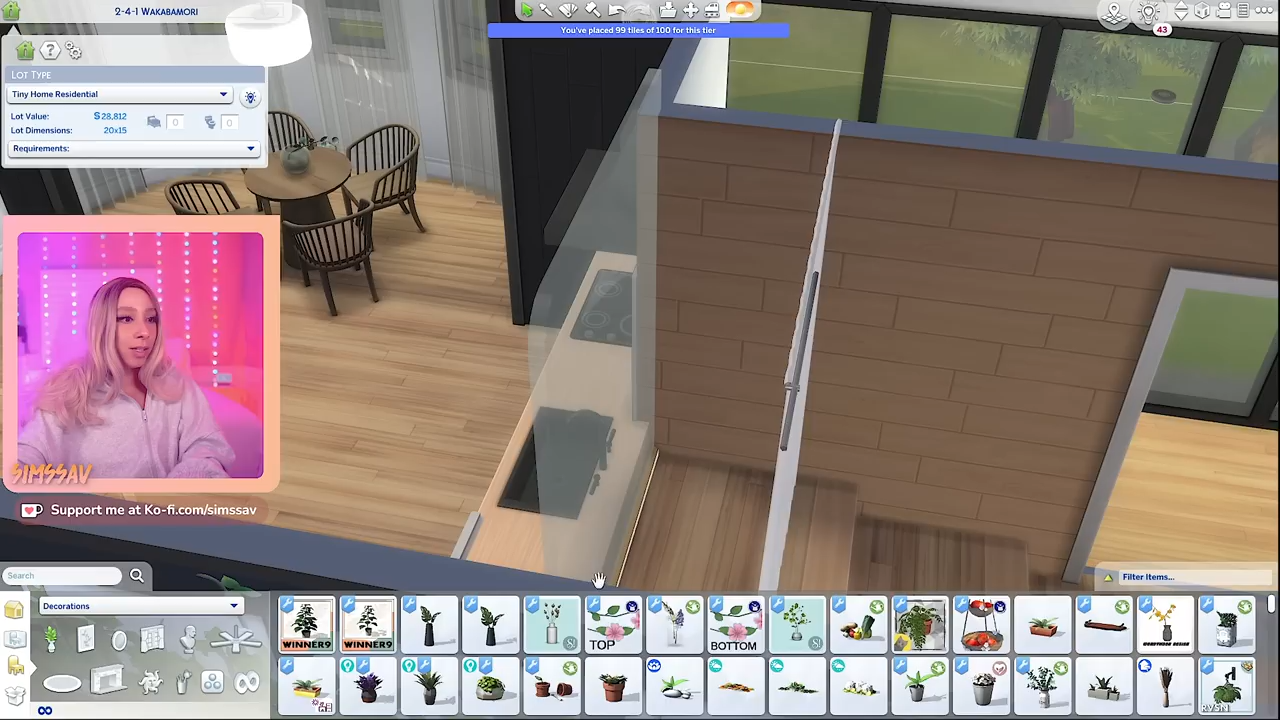 2-4-1 WAKABAMORI
You've placed 99 tiles of 100 for this tier
43
LOT TYPE
Tiny Home Residential
Lot Value: §28,812
0
0
Lot Dimensions: 20x15
Requirements:
SIMSSAV
Support me at Ko-fi.com/simssav
Search
Filter Items...
Decorations
WINNER9
WINNER9
TOP
BOTTOM
RVSN